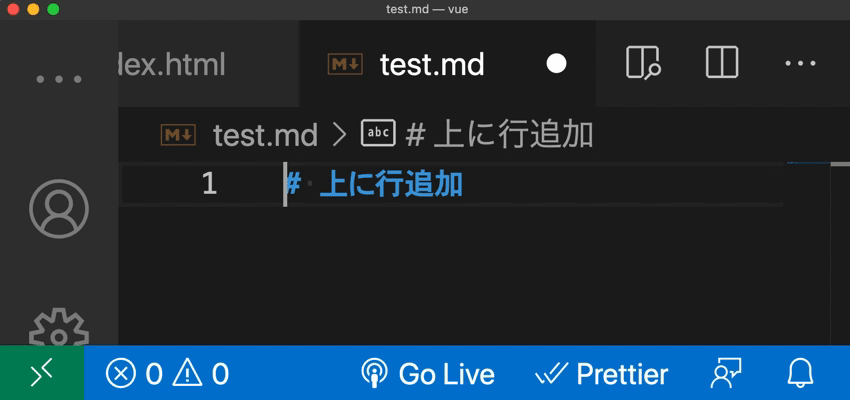 test.md — vue
dex.html
M↓ test.md
M↓ test.md > abc # 上に行追加
1 # 上に行追加
0 0 Go Live Prettier